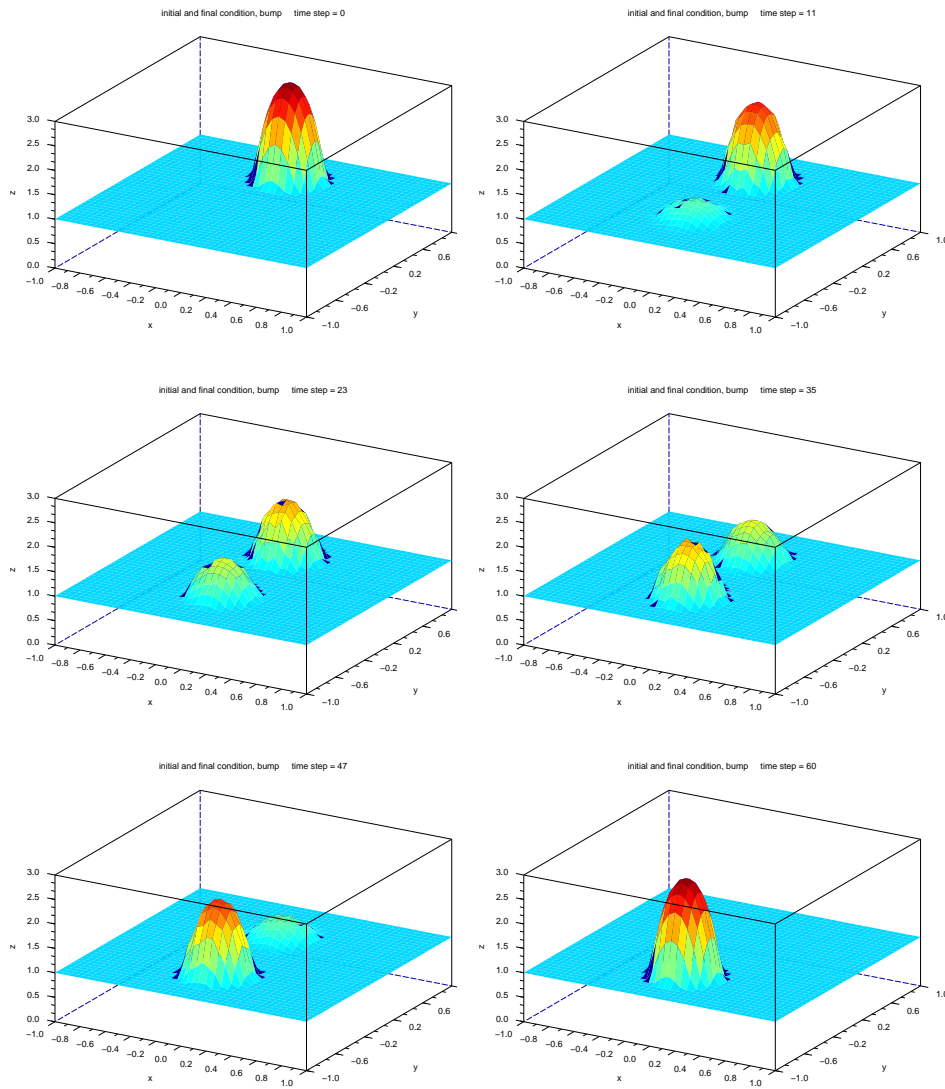 initial and final condition, bump time step = 0
3.0
2.5
2.0
1.5
1.0
0.5
0.0
z
−1.0 −0.8 −0.6 −0.4 −0.2 0.0 0.2 0.4 0.6 0.8 1.0
x
−1.0 −0.6 −0.2 0.2 0.6
y
initial and final condition, bump time step = 11
3.0
2.5
2.0
1.5
1.0
0.5
0.0
z
−1.0 −0.8 −0.6 −0.4 −0.2 0.0 0.2 0.4 0.6 0.8 1.0
x
−1.0 −0.6 −0.2 0.2 0.6 1.0
y
initial and final condition, bump time step = 23
3.0
2.5
2.0
1.5
1.0
0.5
0.0
z
−1.0 −0.8 −0.6 −0.4 −0.2 0.0 0.2 0.4 0.6 0.8 1.0
x
−1.0 −0.6 −0.2 0.2 0.6
y
initial and final condition, bump time step = 35
3.0
2.5
2.0
1.5
1.0
0.5
0.0
z
−1.0 −0.8 −0.6 −0.4 −0.2 0.0 0.2 0.4 0.6 0.8 1.0
x
−1.0 −0.6 −0.2 0.2 0.6 1.0
y
initial and final condition, bump time step = 47
3.0
2.5
2.0
1.5
1.0
0.5
0.0
z
−1.0 −0.8 −0.6 −0.4 −0.2 0.0 0.2 0.4 0.6 0.8 1.0
x
−1.0 −0.6 −0.2 0.2 0.6
y
initial and final condition, bump time step = 60
3.0
2.5
2.0
1.5
1.0
0.5
0.0
z
−1.0 −0.8 −0.6 −0.4 −0.2 0.0 0.2 0.4 0.6 0.8 1.0
x
−1.0 −0.6 −0.2 0.2 0.6 1.0
y